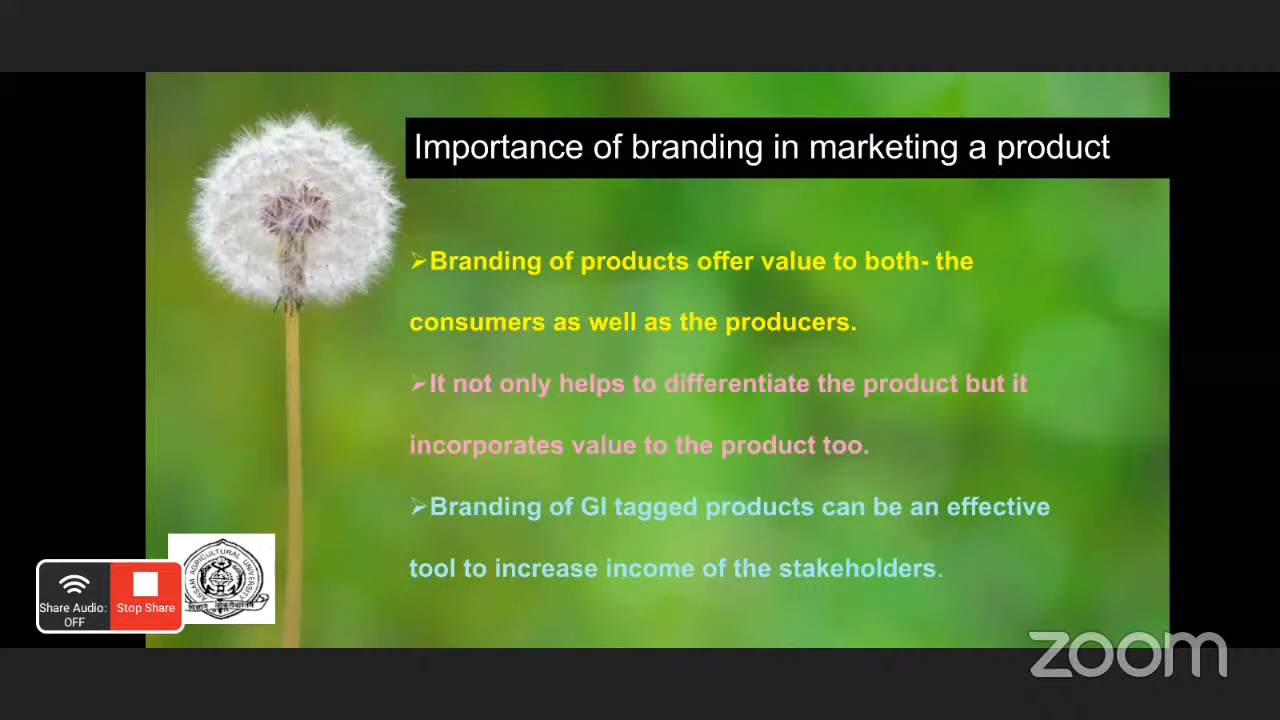 Importance of branding in marketing a product
➢Branding of products offer value to both- the
consumers as well as the producers.
➢It not only helps to differentiate the product but it
incorporates value to the product too.
➢Branding of GI tagged products can be an effective
tool to increase income of the stakeholders.
Share Audio:
OFF
Stop Share
AGRICULTURAL
zoom